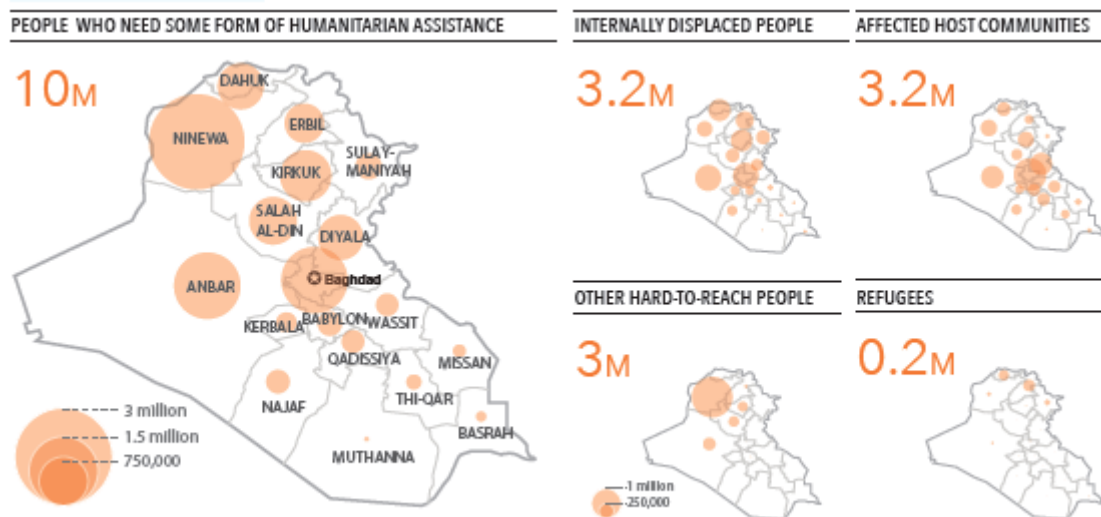 PEOPLE WHO NEED SOME FORM OF HUMANITARIAN ASSISTANCE
10M
DAHUK
NINEWA
ERBIL
SULAY-
MANIYAH
KIRKUK
SALAH
AL-DIN
DIYALA
ANBAR
Baghdad
KERBALA
BABYLON
WASSIT
QADISSIYA
MISSAN
NAJAF
THI-QAR
BASRAH
MUTHANNA
3 million
1.5 million
750,000
INTERNALLY DISPLACED PEOPLE
3.2M
AFFECTED HOST COMMUNITIES
3.2M
OTHER HARD-TO-REACH PEOPLE
3M
1 million
250,000
REFUGEES
0.2M